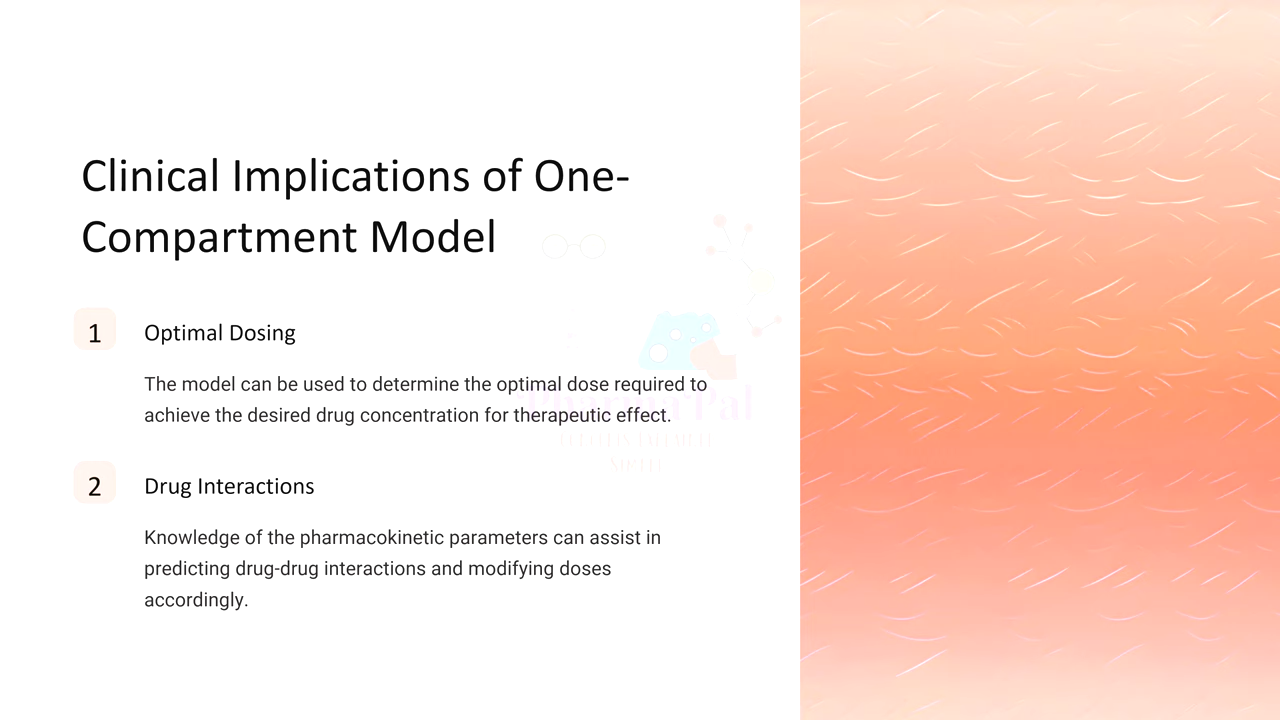 Clinical Implications of One-
Compartment Model
1
Optimal Dosing
The model can be used to determine the optimal dose required to
achieve the desired drug concentration for therapeutic effect.
Pharma Pal
2
Drug Interactions
Knowledge of the pharmacokinetic parameters can assist in
predicting drug-drug interactions and modifying doses
accordingly.